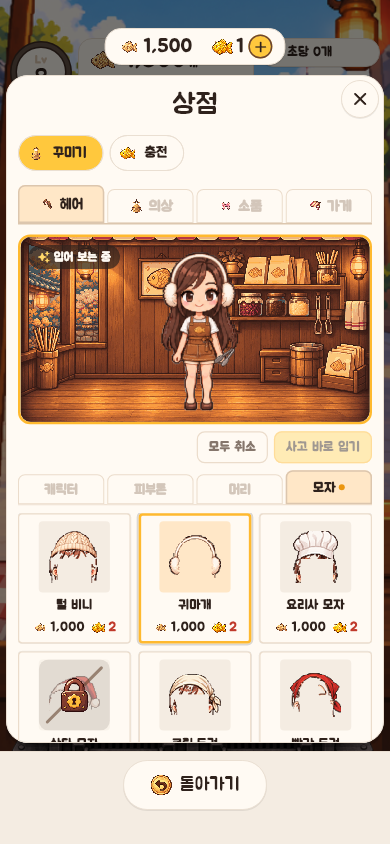 1,500 1
Lv
초당 0개
상점
꾸미기 충전
헤어 의상 소품 가게
입어 보는 중
모두 취소 사고 바로 입기
캐릭터 피부톤 머리 모자
털 비니 귀마개 요리사 모자
1,000 2 1,000 2 1,000 2
돌아가기